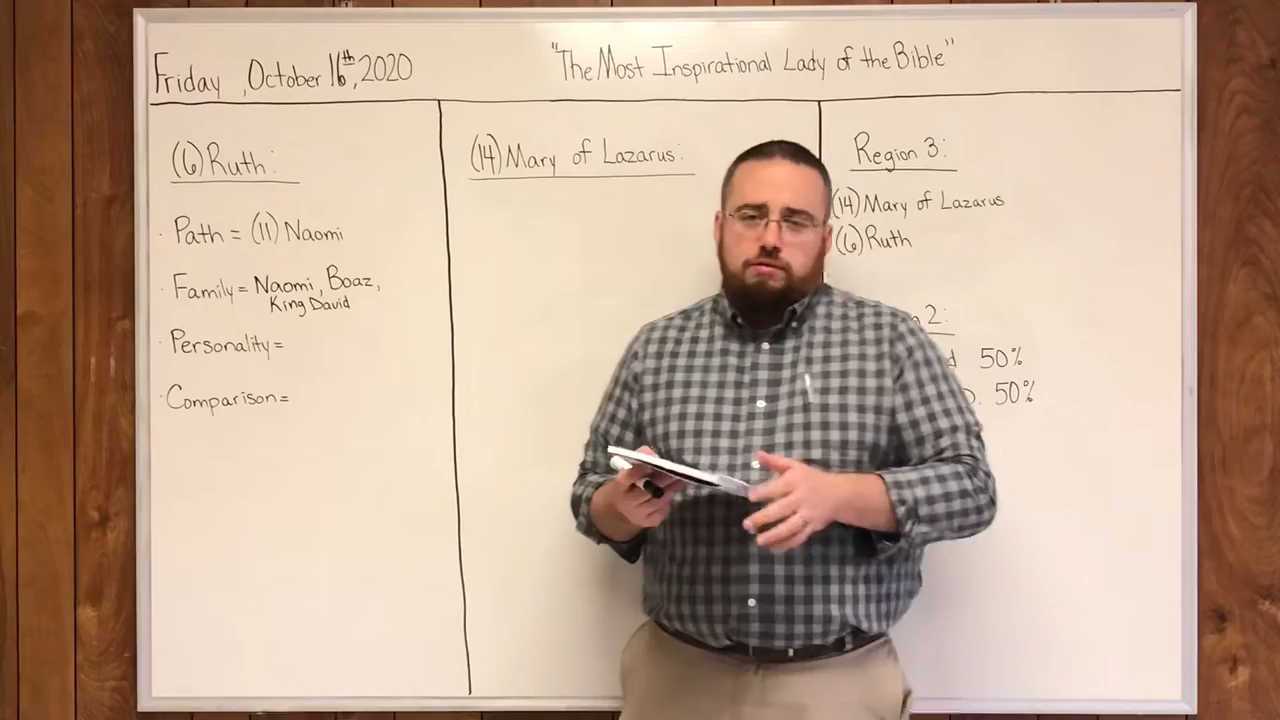 Friday, October 16th, 2020
"The Most Inspirational Lady of the Bible"
(6) Ruth:
· Path = (11) Naomi
· Family = Naomi, Boaz,
King David
· Personality =
· Comparison =
(14) Mary of Lazarus:
Region 3:
(14) Mary of Lazarus
(6) Ruth
2:
50%
50%